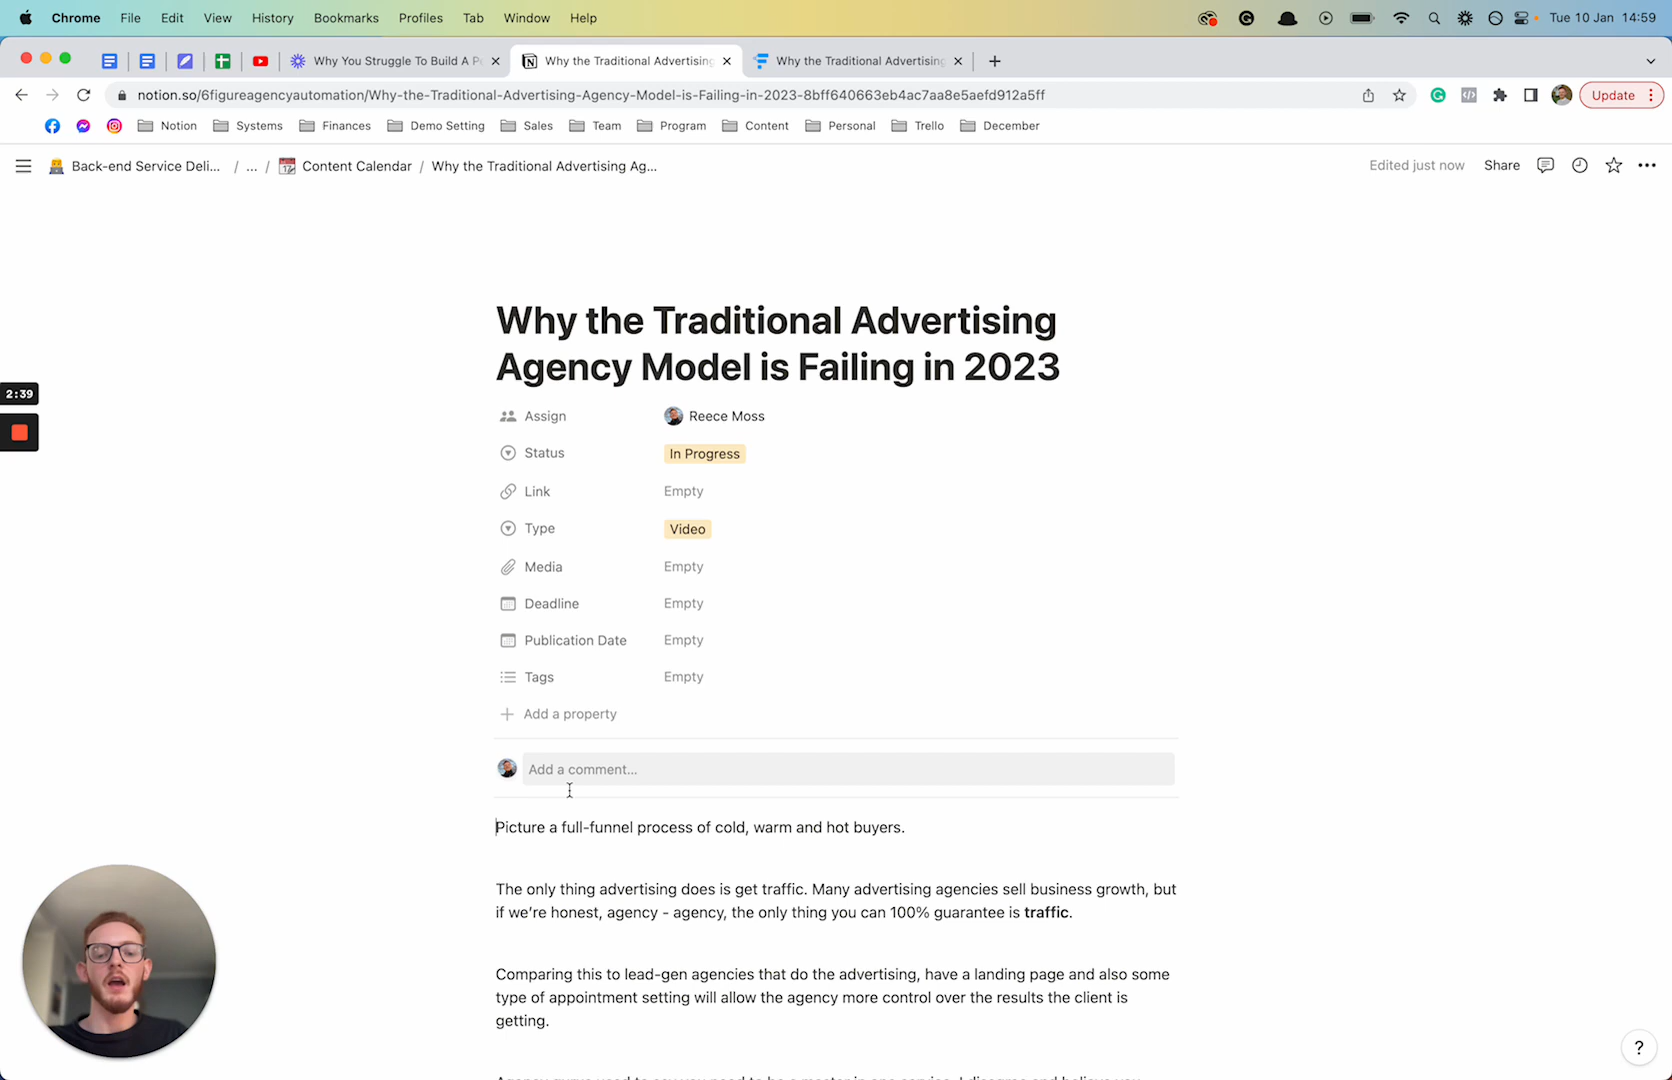 Chrome File Edit View History Bookmarks Profiles Tab Window Help Tue 10 Jan 14:59
Why You Struggle To Build A Pe Why the Traditional Advertising Why the Traditional Advertising
notion.so/6figureagencyautomation/Why-the-Traditional-Advertising-Agency-Model-is-Failing-in-2023-8bff640663eb4ac7aa8e5aefd912a5ff Update
Notion Systems Finances Demo Setting Sales Team Program Content Personal Trello December
Back-end Service Deli... / ... / Content Calendar / Why the Traditional Advertising Ag... Edited just now Share
Why the Traditional Advertising
Agency Model is Failing in 2023
2:39
Assign Reece Moss
Status In Progress
Link Empty
Type Video
Media Empty
Deadline Empty
Publication Date Empty
Tags Empty
Add a property
Add a comment...
Picture a full-funnel process of cold, warm and hot buyers.
The only thing advertising does is get traffic. Many advertising agencies sell business growth, but
if we're honest, agency - agency, the only thing you can 100% guarantee is traffic.
Comparing this to lead-gen agencies that do the advertising, have a landing page and also some
type of appointment setting will allow the agency more control over the results the client is
getting.
?